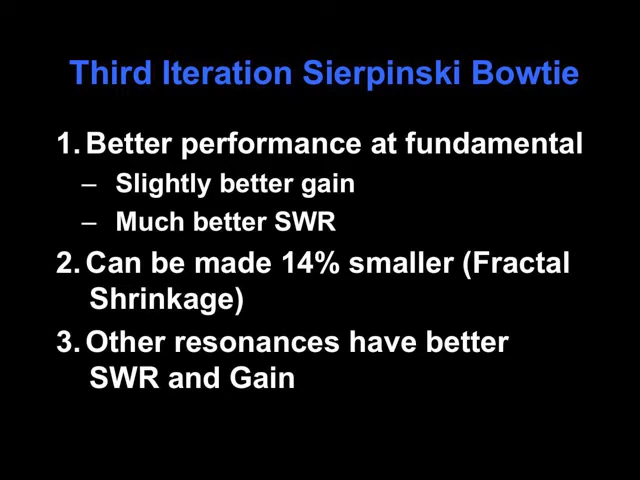 Third Iteration Sierpinski Bowtie
1. Better performance at fundamental
– Slightly better gain
– Much better SWR
2. Can be made 14% smaller (Fractal
Shrinkage)
3. Other resonances have better
SWR and Gain